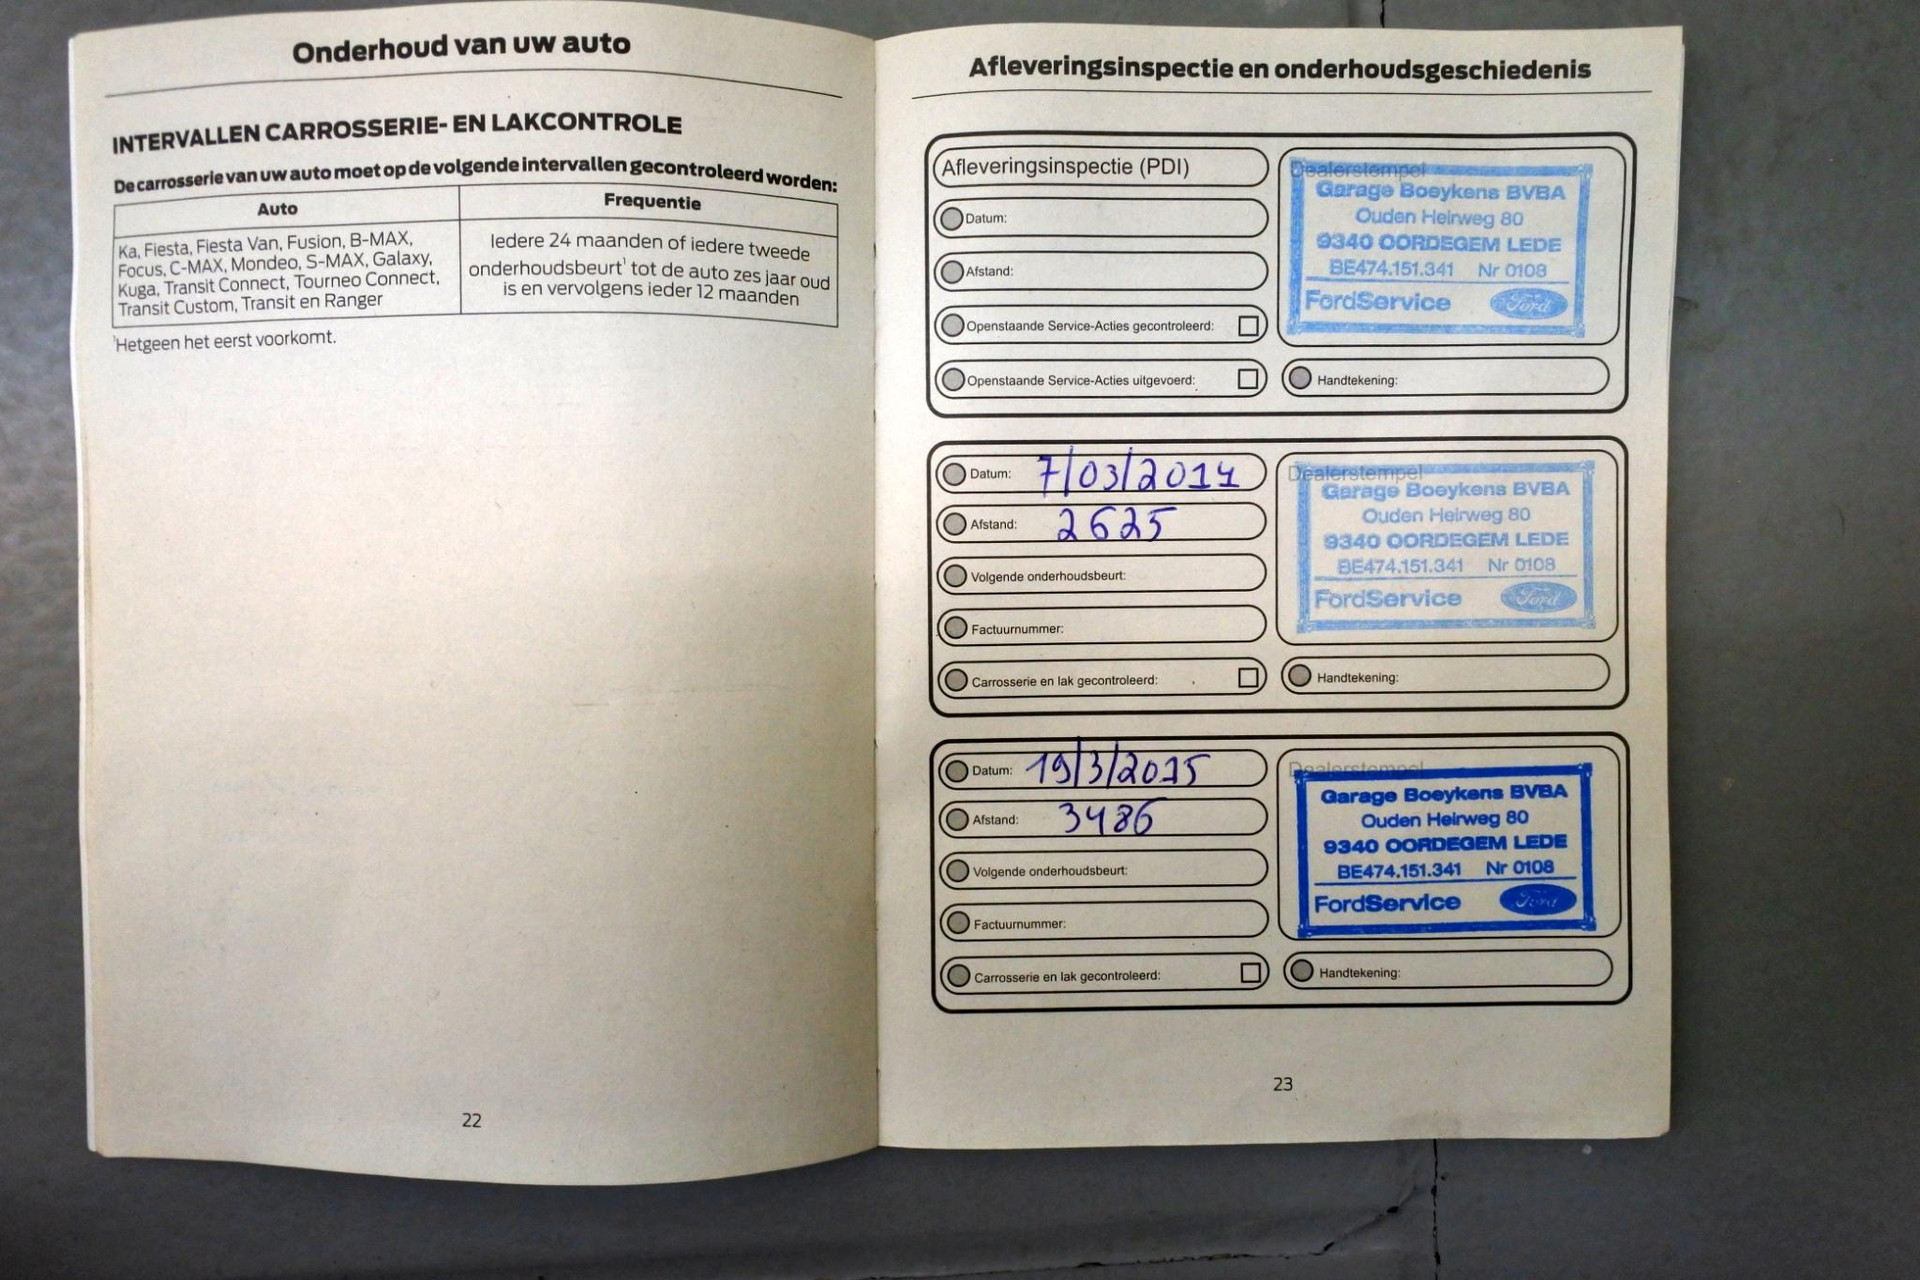 Onderhoud van uw auto
INTERVALLEN CARROSSERIE- EN LAKCONTROLE
De carrosserie van uw auto moet op de volgende intervallen gecontroleerd worden:
Auto
Frequentie
Ka, Fiesta, Fiesta Van, Fusion, B-MAX,
Focus, C-MAX, Mondeo, S-MAX, Galaxy,
Kuga, Transit Connect, Tourneo Connect,
Transit Custom, Transit en Ranger
Iedere 24 maanden of iedere tweede
onderhoudsbeurt¹ tot de auto zes jaar oud
is en vervolgens ieder 12 maanden
¹Hetgeen het eerst voorkomt.
22
Afleveringsinspectie en onderhoudsgeschiedenis
Afleveringsinspectie (PDI)
Datum:
Afstand:
Openstaande Service-Acties gecontroleerd:
Openstaande Service-Acties uitgevoerd:
Dealerstempel
Garage Boeykens BVBA
Ouden Heirweg 80
9340 OORDEGEM LEDE
BE474.151.341 Nr 0108
FordService Ford
Handtekening:
Datum: 7/03/2014
Afstand: 2625
Volgende onderhoudsbeurt:
Factuurnummer:
Carrosserie en lak gecontroleerd:
Dealerstempel
Garage Boeykens BVBA
Ouden Heirweg 80
9340 OORDEGEM LEDE
BE474.151.341 Nr 0108
FordService Ford
Handtekening:
Datum: 19/3/2015
Afstand: 3486
Volgende onderhoudsbeurt:
Factuurnummer:
Carrosserie en lak gecontroleerd:
Dealerstempel
Garage Boeykens BVBA
Ouden Heirweg 80
9340 OORDEGEM LEDE
BE474.151.341 Nr 0108
FordService Ford
Handtekening:
23